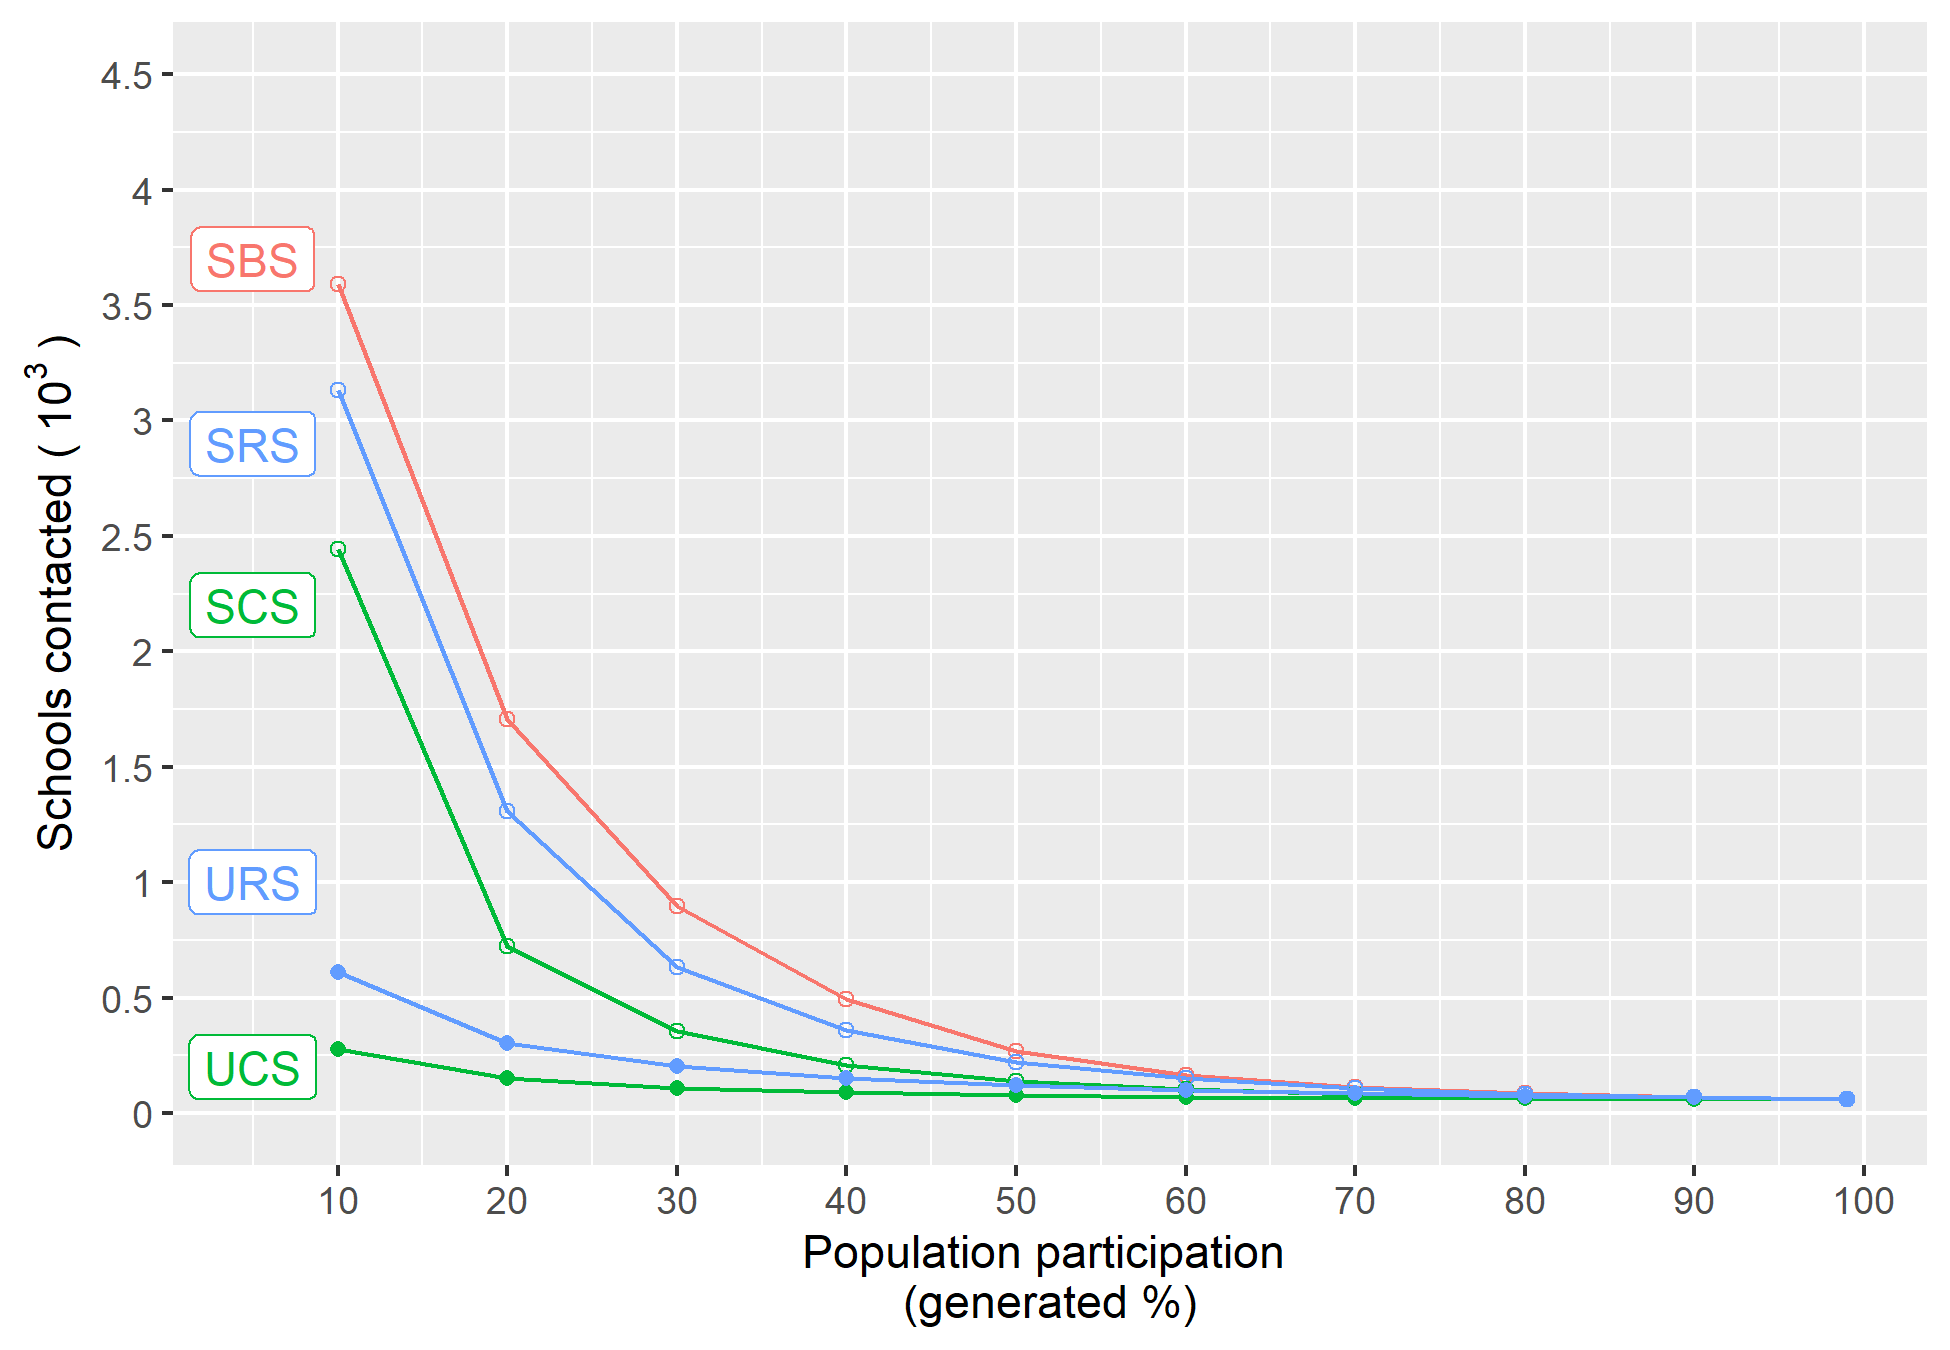 4.5
4
3.5
3
2.5
2
1.5
1
0.5
0
Schools contacted ( 10³ )
SBS
SRS
SCS
URS
UCS
10 20 30 40 50 60 70 80 90 100
Population participation
(generated %)